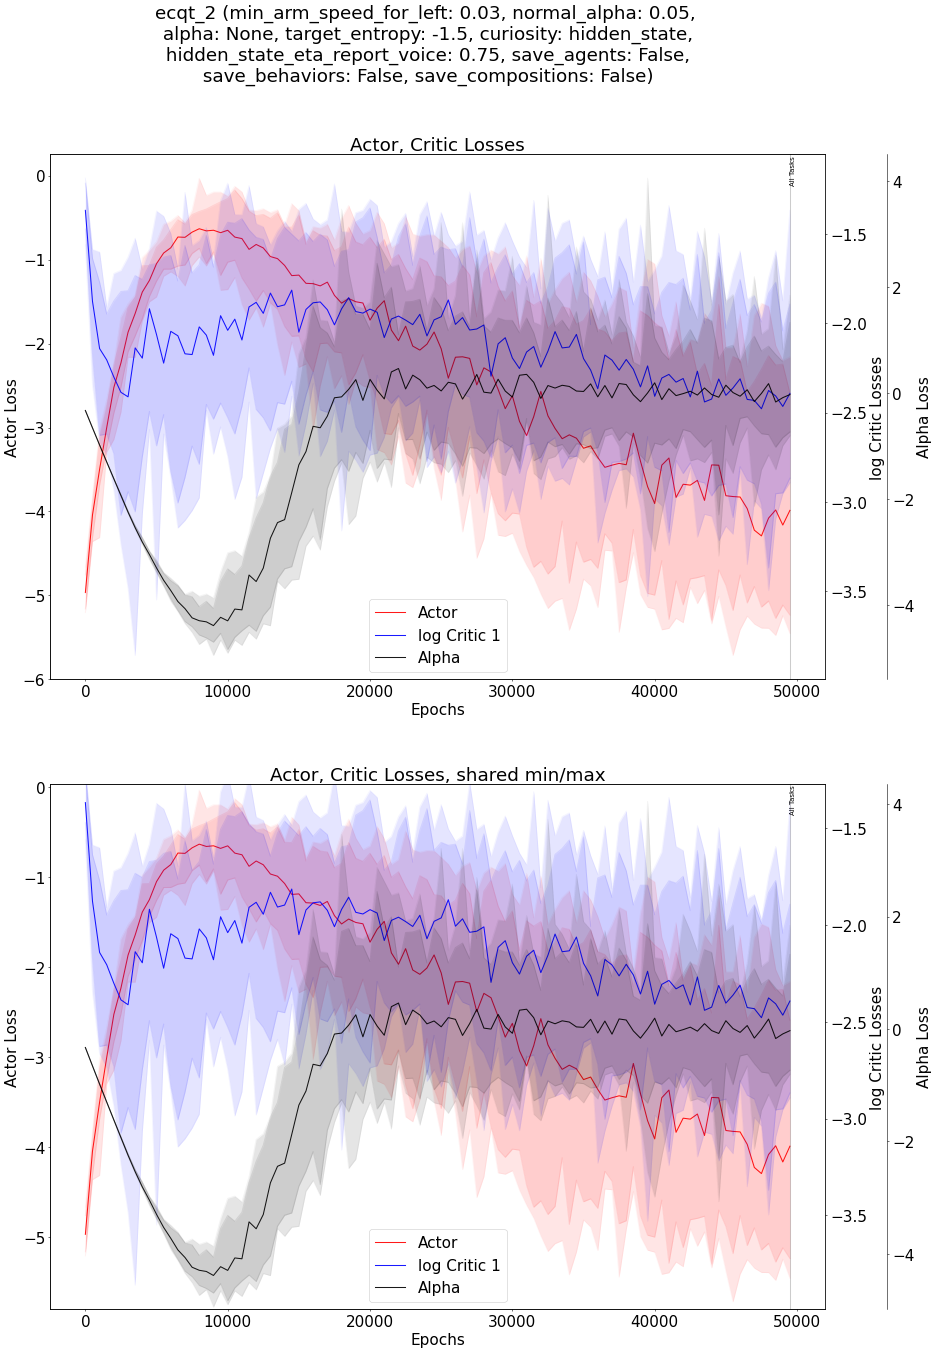 ecqt_2 (min_arm_speed_for_left: 0.03, normal_alpha: 0.05,
alpha: None, target_entropy: -1.5, curiosity: hidden_state,
hidden_state_eta_report_voice: 0.75, save_agents: False,
save_behaviors: False, save_compositions: False)
Actor, Critic Losses
All Tasks
0
−1
−2
−3
−4
−5
−6
Actor Loss
−1.5
−2.0
−2.5
−3.0
−3.5
log Critic Losses
4
2
0
−2
−4
Alpha Loss
Actor
log Critic 1
Alpha
0 10000 20000 30000 40000 50000
Epochs
Actor, Critic Losses, shared min/max
All Tasks
0
−1
−2
−3
−4
−5
Actor Loss
−1.5
−2.0
−2.5
−3.0
−3.5
log Critic Losses
4
2
0
−2
−4
Alpha Loss
Actor
log Critic 1
Alpha
0 10000 20000 30000 40000 50000
Epochs